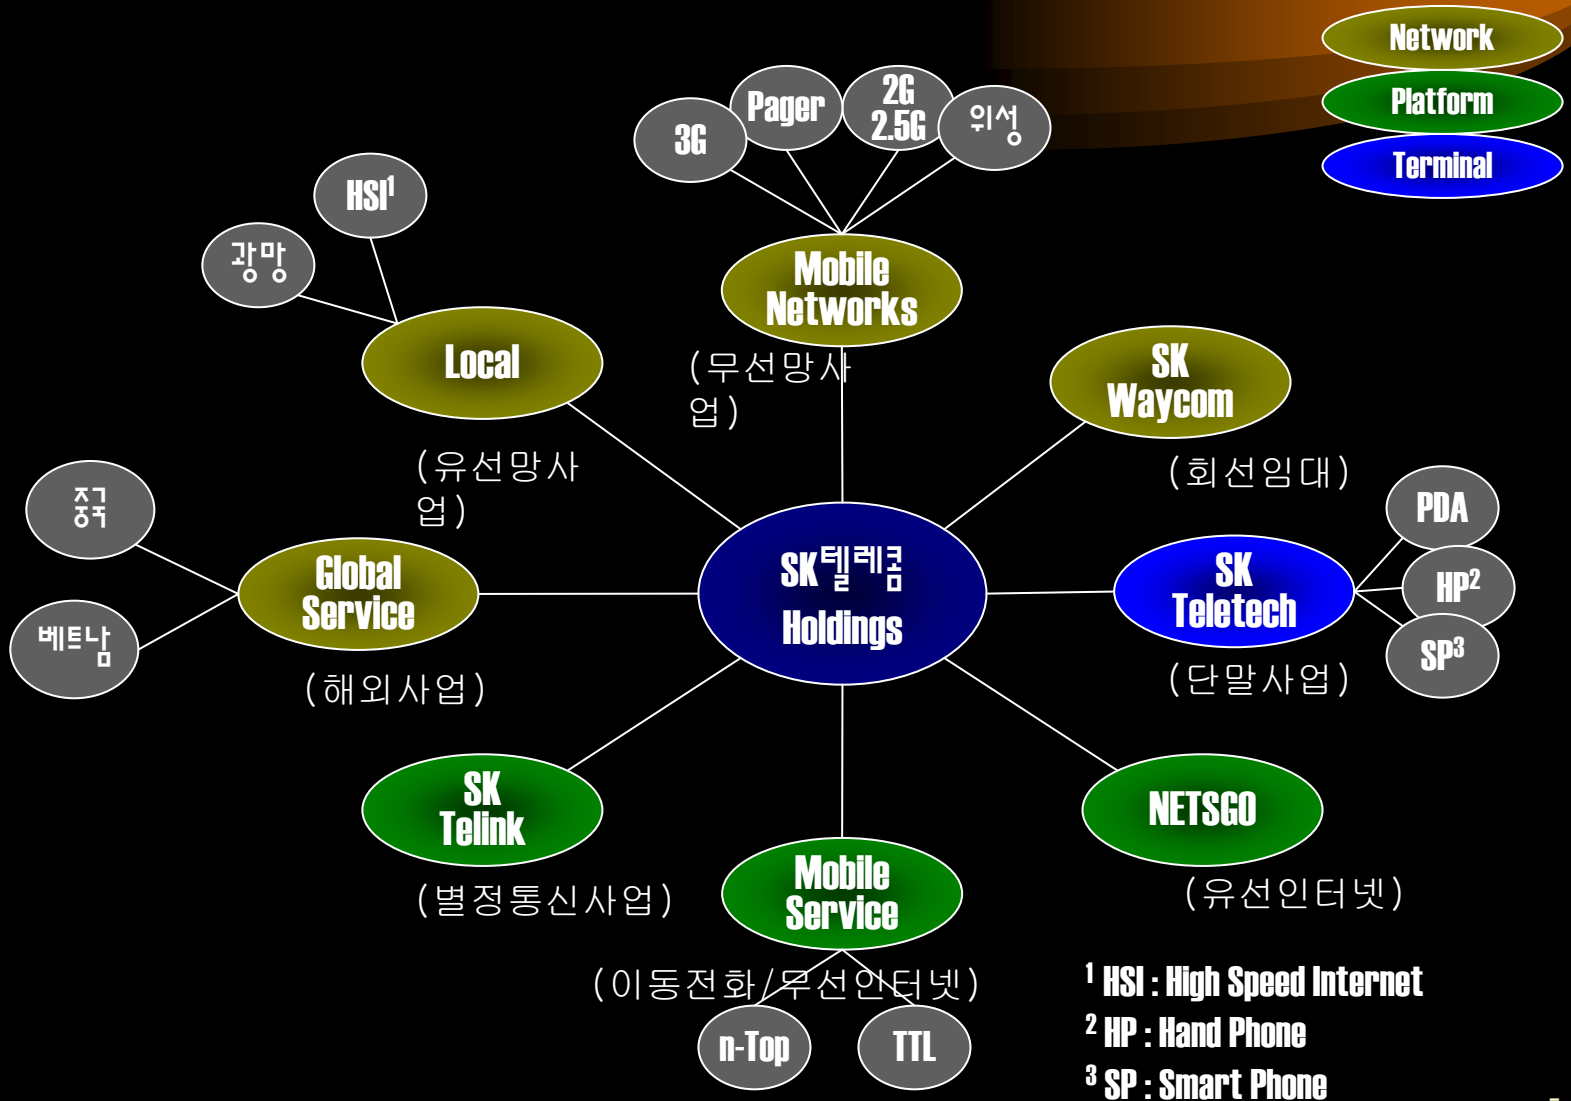 Network
Platform
Terminal
3G
Pager
2G
2.5G
위성
HSI¹
광망
Mobile
Networks
(무선망사
업)
Local
(유선망사
업)
SK
Waycom
(회선임대)
중국
베트남
Global
Service
(해외사업)
SK텔레콤
Holdings
SK
Teletech
(단말사업)
PDA
HP²
SP³
SK
Telink
(별정통신사업)
Mobile
Service
(이동전화/무선인터넷)
n-Top
TTL
NETSGO
(유선인터넷)
¹ HSI : High Speed Internet
² HP : Hand Phone
³ SP : Smart Phone